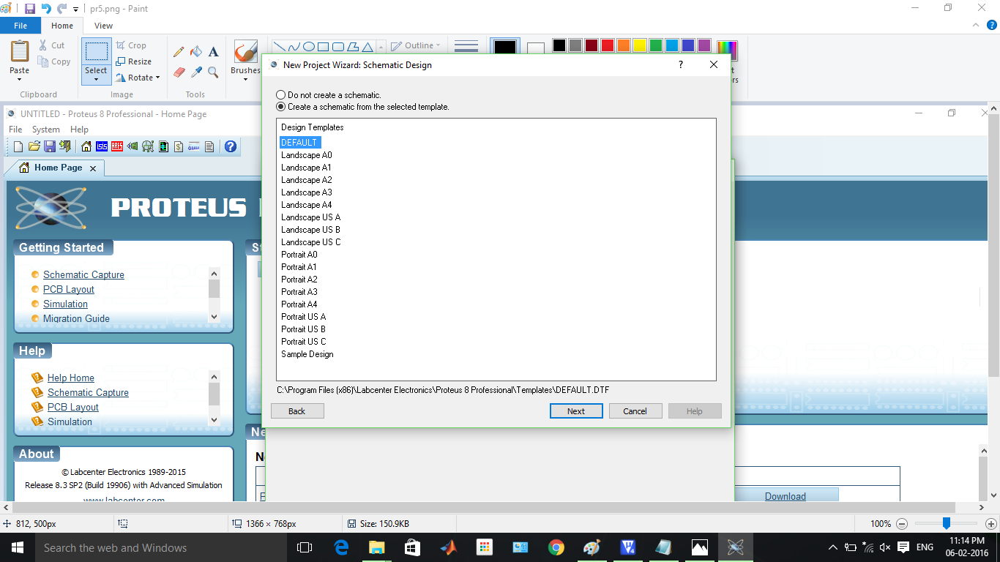 pr5.png - Paint
File Home View
Paste
Cut
Copy
Clipboard
Select
Crop
Resize
Rotate
Image
Tools
Brushes
Outline
New Project Wizard: Schematic Design
?
Do not create a schematic.
Create a schematic from the selected template.
Design Templates
DEFAULT
Landscape A0
Landscape A1
Landscape A2
Landscape A3
Landscape A4
Landscape US A
Landscape US B
Landscape US C
Portrait A0
Portrait A1
Portrait A2
Portrait A3
Portrait A4
Portrait US A
Portrait US B
Portrait US C
Sample Design
C:\Program Files (x86)\Labcenter Electronics\Proteus 8 Professional\Templates\DEFAULT.DTF
Back Next Cancel Help
UNTITLED - Proteus 8 Professional - Home Page
File System Help
ISIS ARES
Home Page
PROTEUS
Getting Started
Schematic Capture
PCB Layout
Simulation
Migration Guide
Help
Help Home
Schematic Capture
PCB Layout
Simulation
About
© Labcenter Electronics 1989-2015
Release 8.3 SP2 (Build 19906) with Advanced Simulation
www.labcenter.com
Download
812, 500px 1366 × 768px Size: 150.9KB 100%
Search the web and Windows
ENG
11:14 PM
06-02-2016